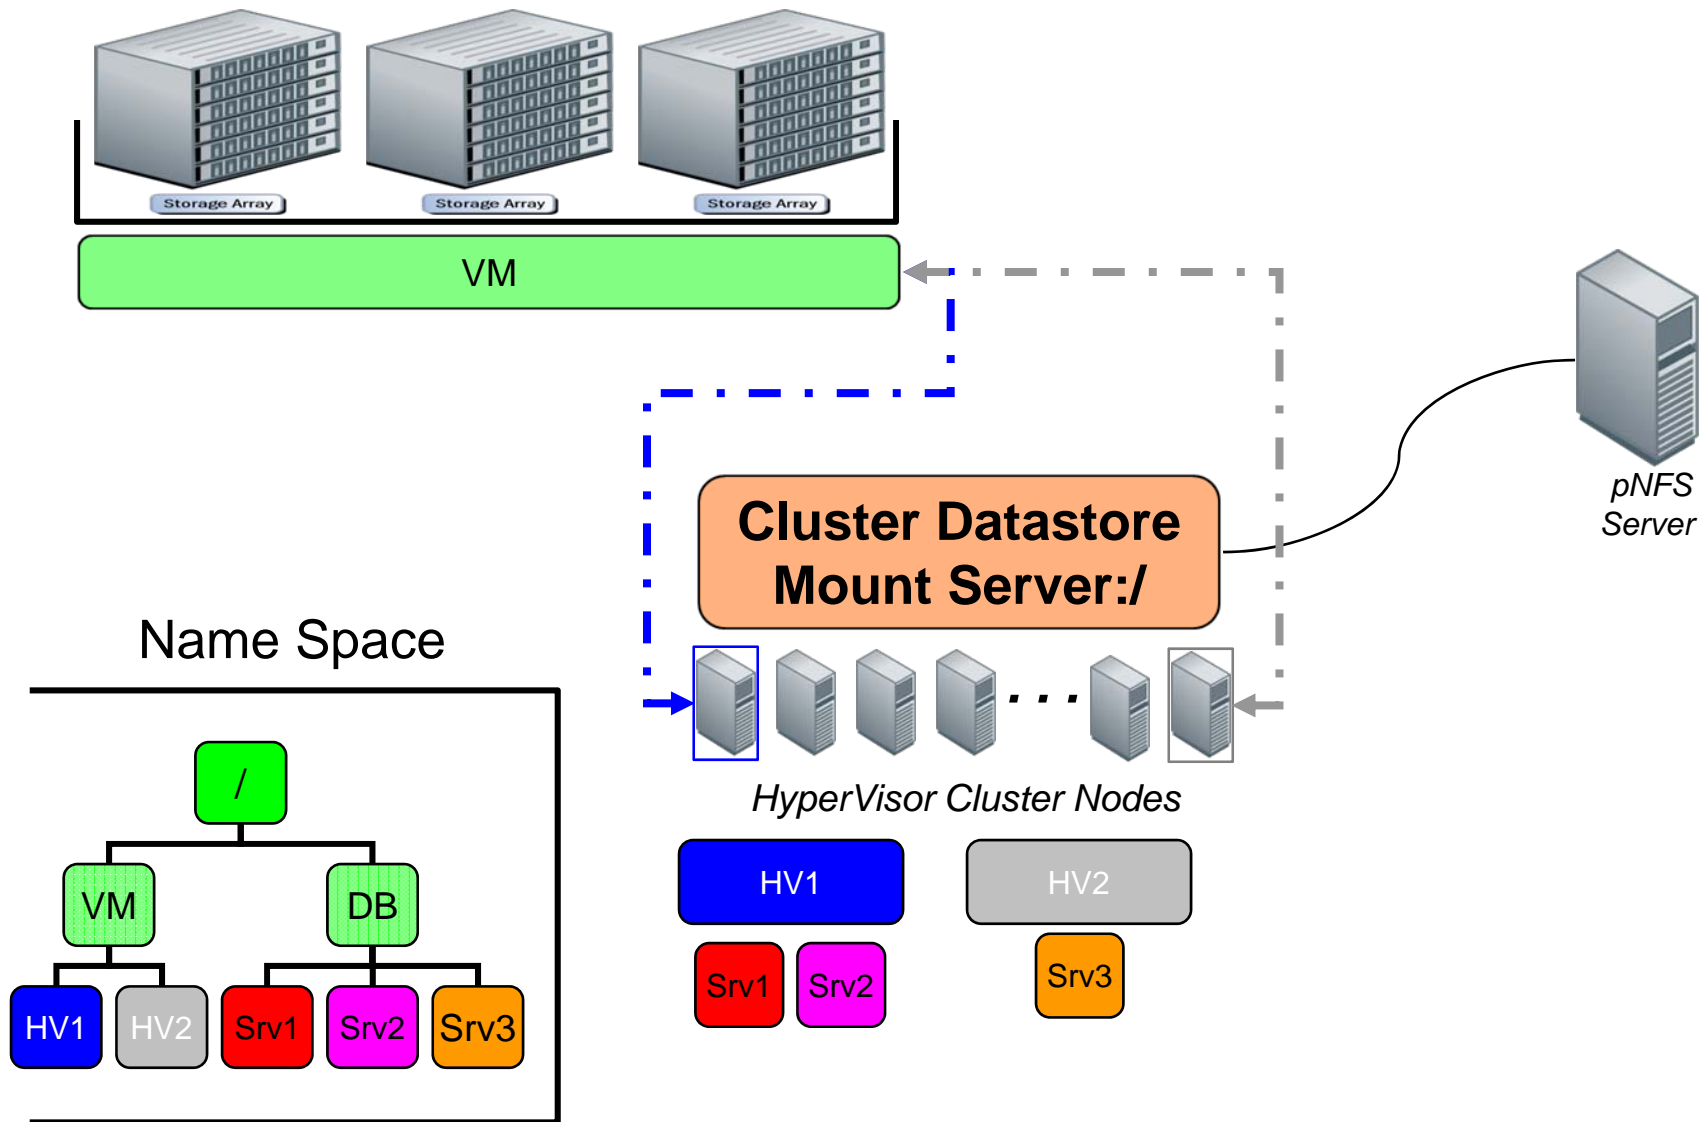 Storage Array
Storage Array
Storage Array
VM
pNFS
Server
Cluster Datastore
Mount Server:/
Name Space
. . .
HyperVisor Cluster Nodes
/
VM
DB
HV1
HV2
Srv1
Srv2
Srv3
HV1
HV2
Srv1
Srv2
Srv3